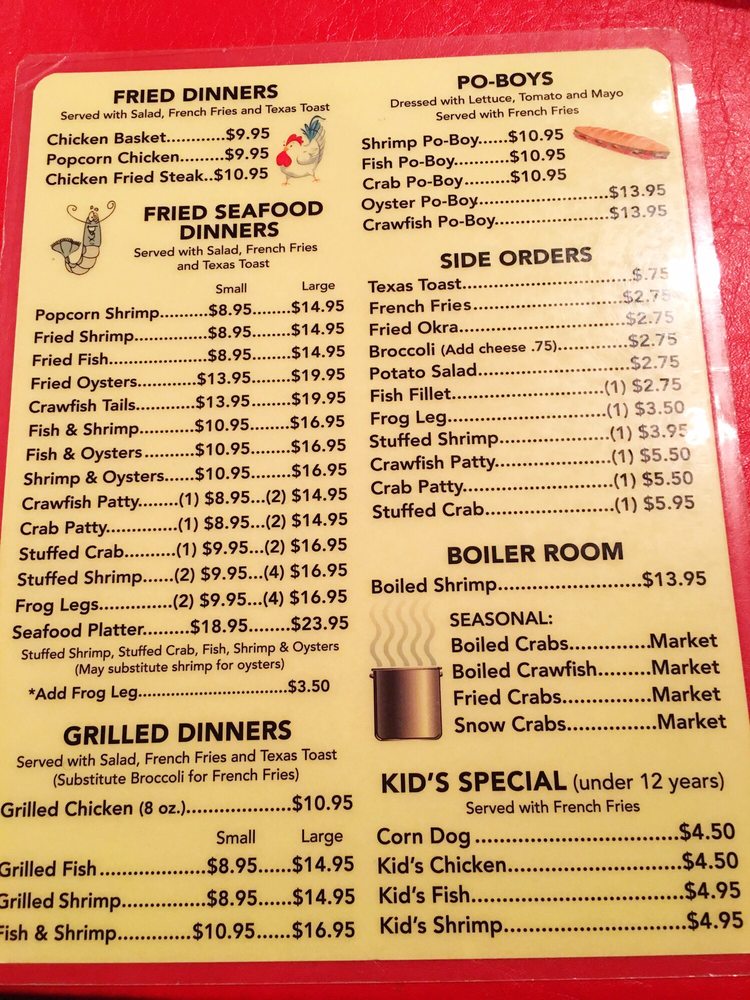 FRIED DINNERS
Served with Salad, French Fries and Texas Toast
Chicken Basket...........$9.95
Popcorn Chicken...$9.95
Chicken Fried Steak..$10.95
FRIED SEAFOOD
DINNERS
Served with Salad, French Fries
and Texas Toast
Small Large
Popcorn Shrimp..........$8.95........$14.95
Fried Shrimp...............$8.95........$14.95
Fried Fish....................$8.95........$14.95
Fried Oysters............$13.95........$19.95
Crawfish Tails............$13.95........$19.95
Fish & Shrimp...........$10.95........$16.95
Fish & Oysters..........$10.95........$16.95
Shrimp & Oysters......$10.95........$16.95
Crawfish Patty........(1) $8.95...(2) $14.95
Crab Patty..............(1) $8.95...(2) $14.95
Stuffed Crab..........(1) $9.95...(2) $16.95
Stuffed Shrimp......(2) $9.95...(4) $16.95
Frog Legs..............(2) $9.95...(4) $16.95
Seafood Platter.........$18.95........$23.95
Stuffed Shrimp, Stuffed Crab, Fish, Shrimp & Oysters
(May substitute shrimp for oysters)
*Add Frog Leg................................$3.50
GRILLED DINNERS
Served with Salad, French Fries and Texas Toast
(Substitute Broccoli for French Fries)
Grilled Chicken (8 oz.)....................$10.95
Small Large
Grilled Fish....................$8.95......$14.95
Grilled Shrimp................$8.95......$14.95
Fish & Shrimp..............$10.95......$16.95
PO-BOYS
Dressed with Lettuce, Tomato and Mayo
Served with French Fries
Shrimp Po-Boy......$10.95
Fish Po-Boy...........$10.95
Crab Po-Boy.........$10.95
Oyster Po-Boy........................$13.95
Crawfish Po-Boy.....................$13.95
SIDE ORDERS
Texas Toast................................$.75
French Fries............................$2.75
Fried Okra...............................$2.75
Broccoli (Add cheese .75).............$2.75
Potato Salad............................$2.75
Fish Fillet............................(1) $2.75
Frog Leg.............................(1) $3.50
Stuffed Shrimp....................(1) $3.95
Crawfish Patty.....................(1) $5.50
Crab Patty...........................(1) $5.50
Stuffed Crab.......................(1) $5.95
BOILER ROOM
Boiled Shrimp..........................$13.95
SEASONAL:
Boiled Crabs..............Market
Boiled Crawfish.........Market
Fried Crabs...............Market
Snow Crabs...............Market
KID'S SPECIAL (under 12 years)
Served with French Fries
Corn Dog....................................$4.50
Kid's Chicken...............................$4.50
Kid's Fish.....................................$4.95
Kid's Shrimp.................................$4.95